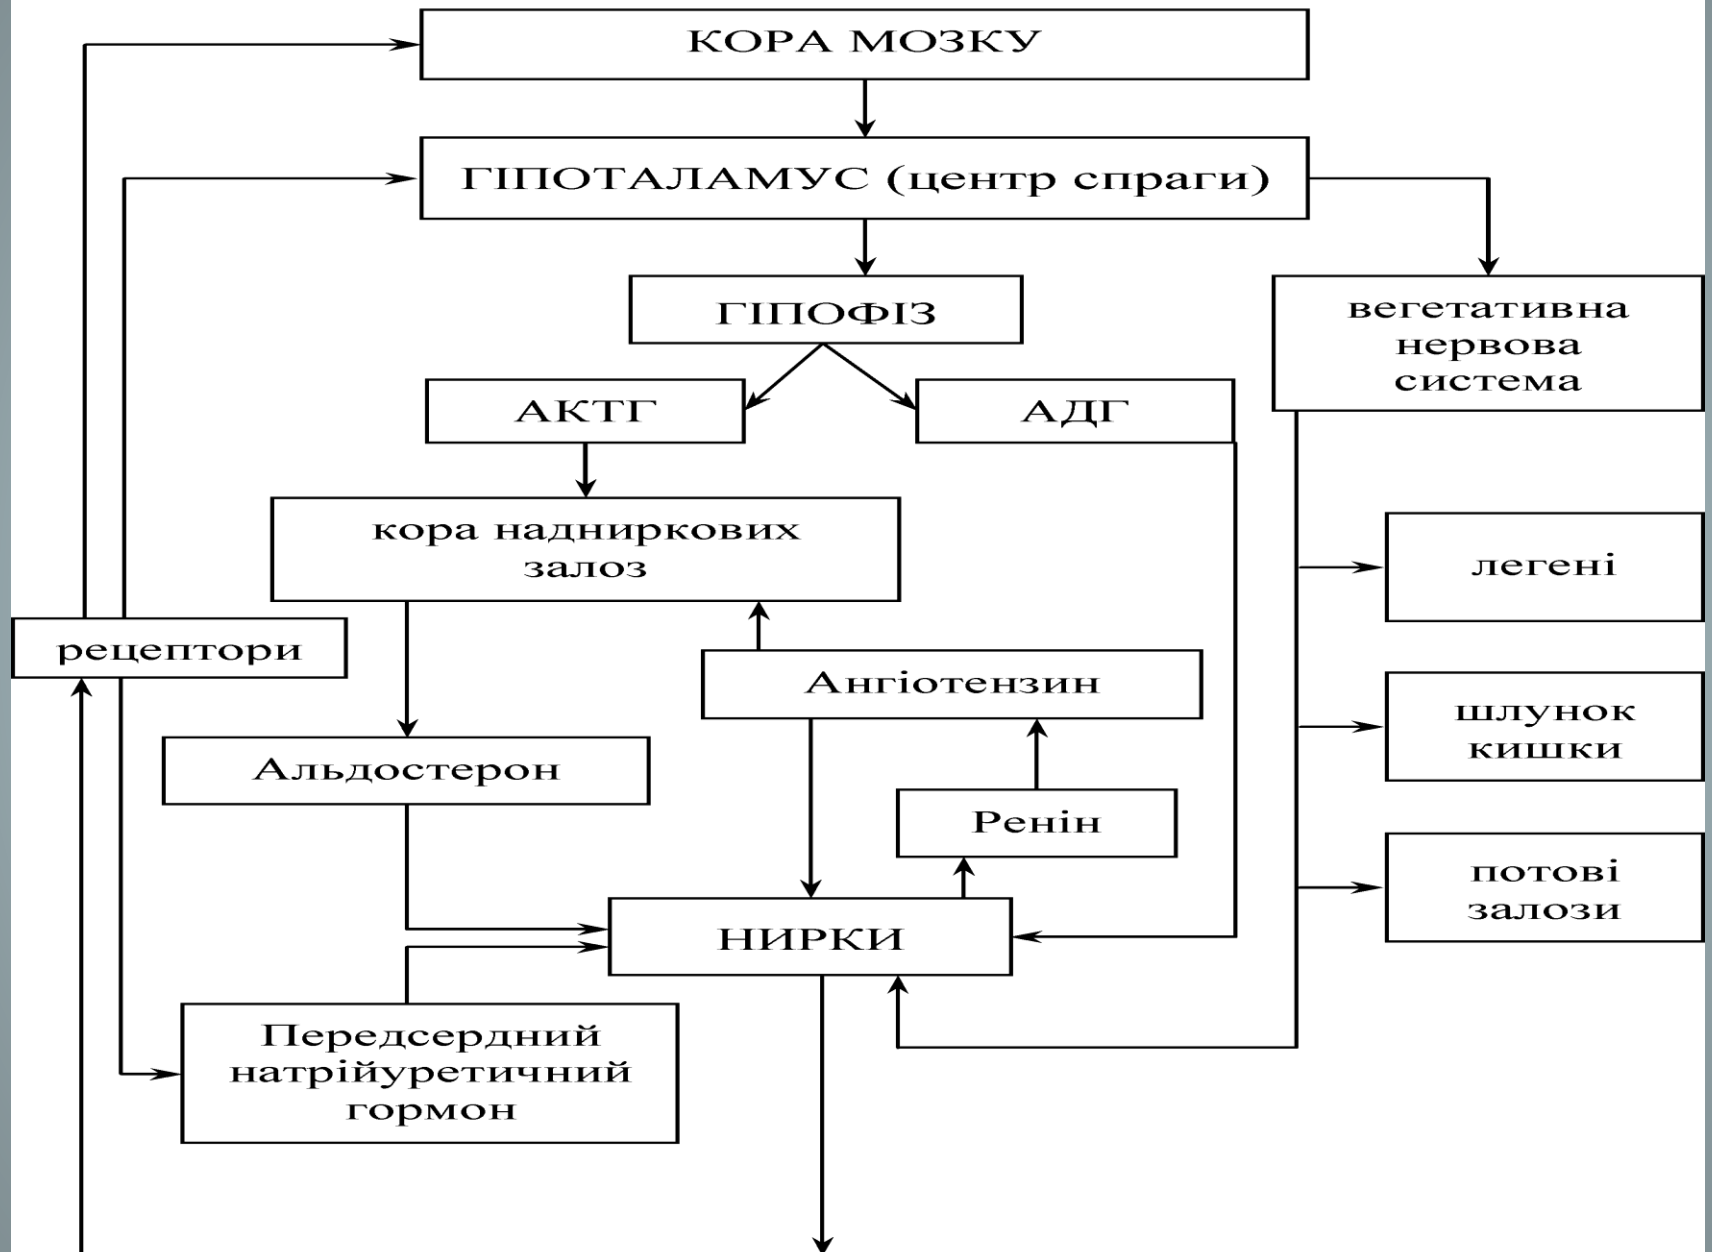 КОРА МОЗКУ
ГІПОТАЛАМУС (центр спраги)
ГІПОФІЗ
вегетативна
нервова
система
АКТГ
АДГ
кора надниркових
залоз
легені
рецептори
Ангіотензин
шлунок
кишки
Альдостерон
Ренін
потові
залози
НИРКИ
Передсердний
натрійуретичний
гормон